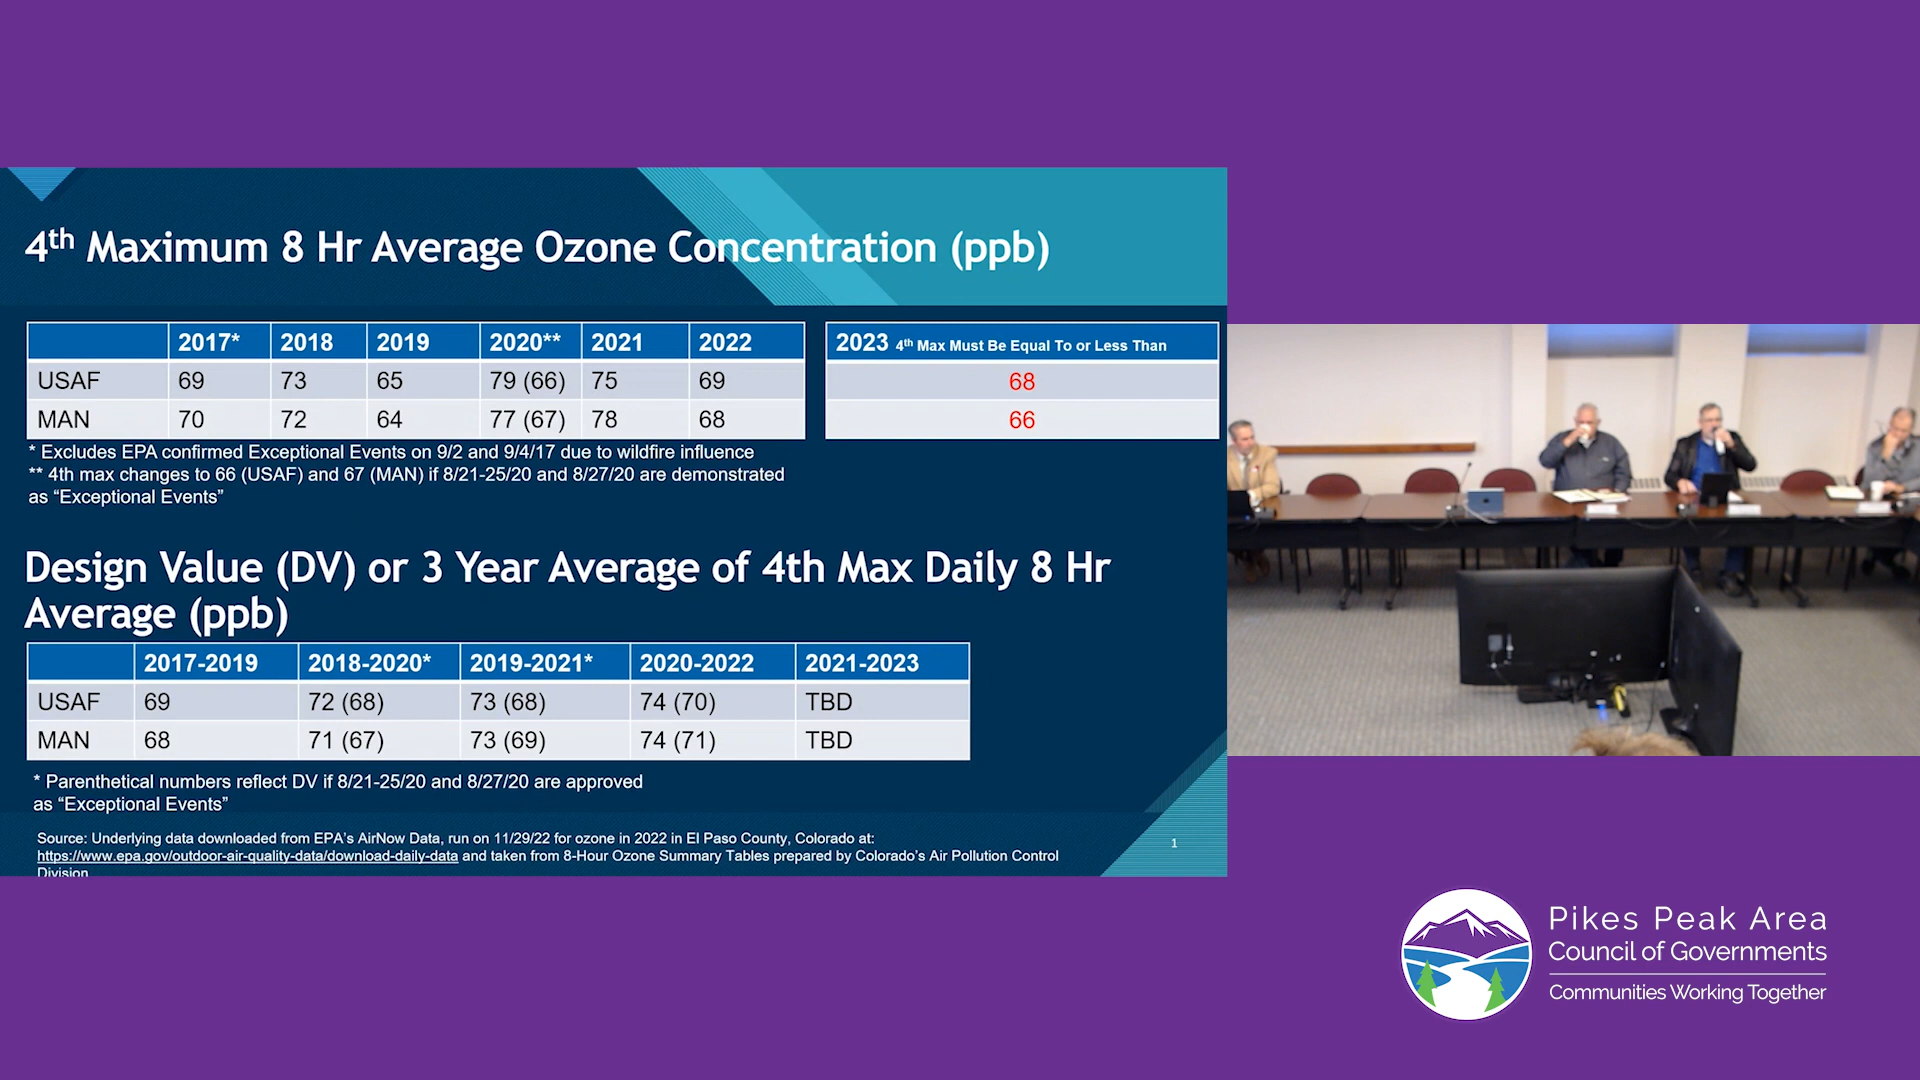 4th Maximum 8 Hr Average Ozone Concentration (ppb)
2017* 2018 2019 2020** 2021 2022
USAF 69 73 65 79 (66) 75 69
MAN 70 72 64 77 (67) 78 68
2023 4th Max Must Be Equal To or Less Than
68
66
* Excludes EPA confirmed Exceptional Events on 9/2 and 9/4/17 due to wildfire influence
** 4th max changes to 66 (USAF) and 67 (MAN) if 8/21-25/20 and 8/27/20 are demonstrated
as “Exceptional Events”
Design Value (DV) or 3 Year Average of 4th Max Daily 8 Hr
Average (ppb)
2017-2019 2018-2020* 2019-2021* 2020-2022 2021-2023
USAF 69 72 (68) 73 (68) 74 (70) TBD
MAN 68 71 (67) 73 (69) 74 (71) TBD
* Parenthetical numbers reflect DV if 8/21-25/20 and 8/27/20 are approved
as “Exceptional Events”
Source: Underlying data downloaded from EPA’s AirNow Data, run on 11/29/22 for ozone in 2022 in El Paso County, Colorado at:
https://www.epa.gov/outdoor-air-quality-data/download-daily-data and taken from 8-Hour Ozone Summary Tables prepared by Colorado’s Air Pollution Control
Division
1
Pikes Peak Area
Council of Governments
Communities Working Together